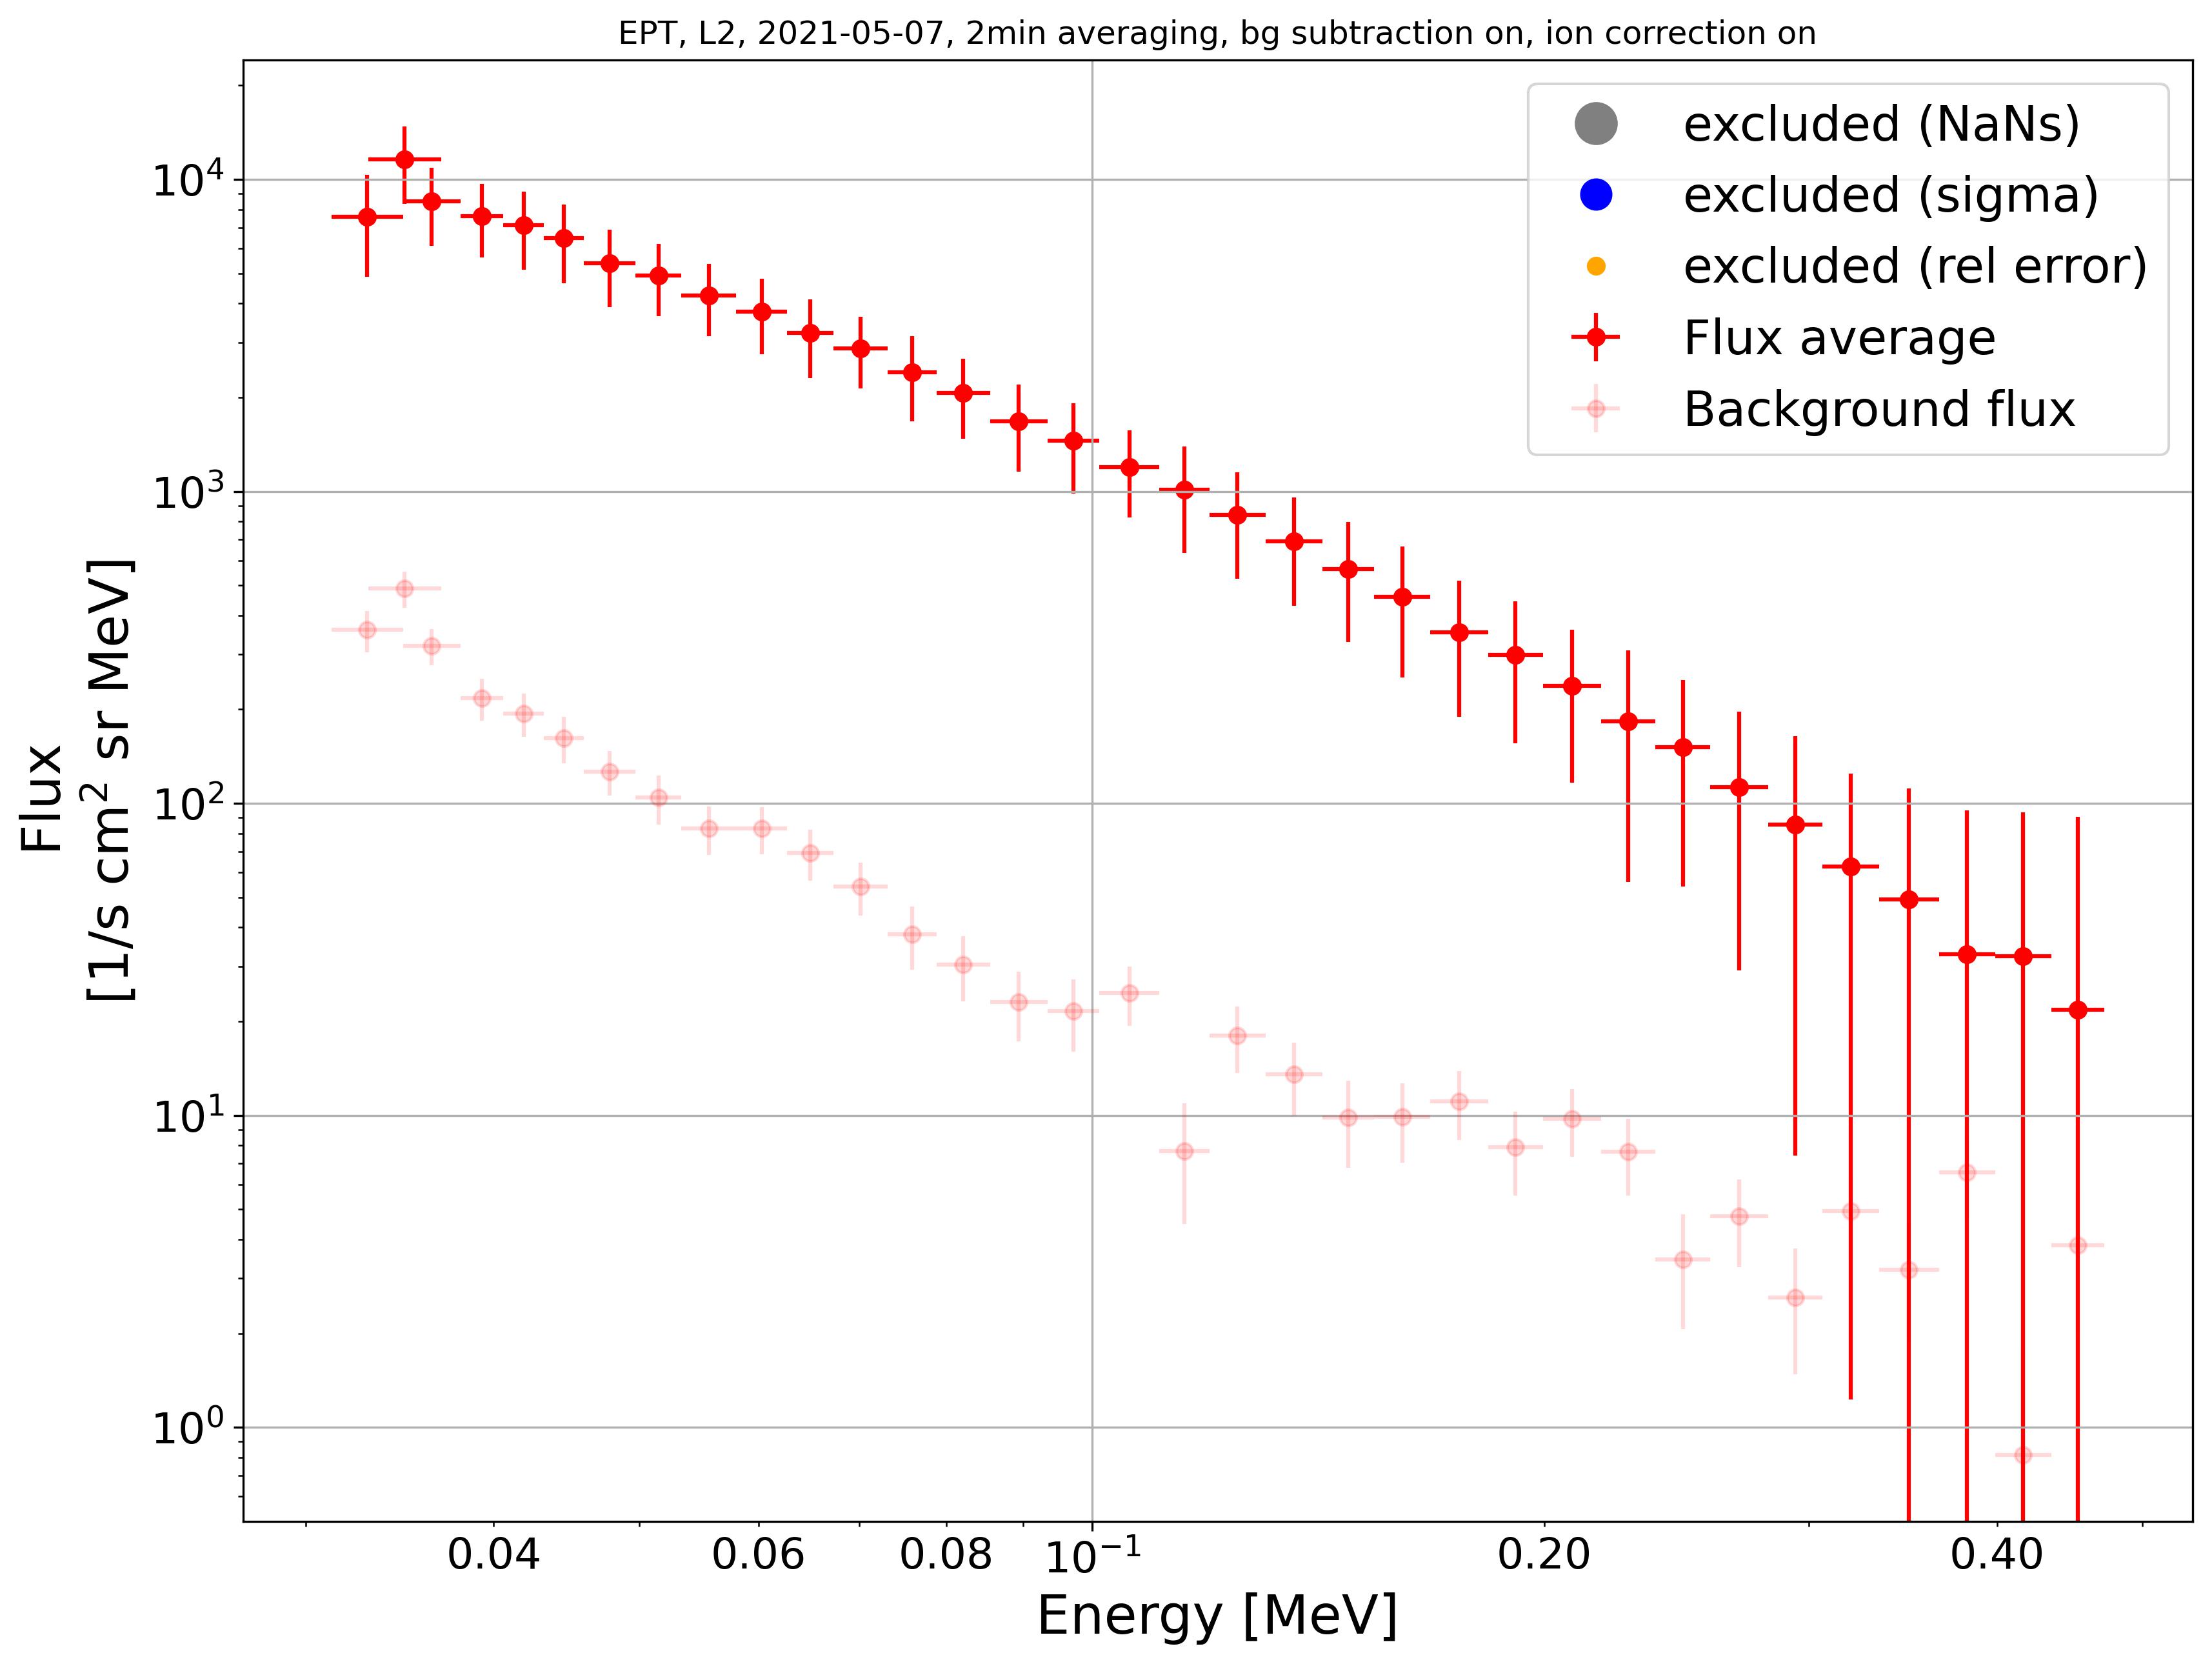 EPT, L2, 2021-05-07, 2min averaging, bg subtraction on, ion correction on
excluded (NaNs)
excluded (sigma)
excluded (rel error)
Flux average
Background flux
Flux
[1/s cm² sr MeV]
10⁴
10³
10²
10¹
10⁰
0.04
0.06
0.08
10⁻¹
0.20
0.40
Energy [MeV]